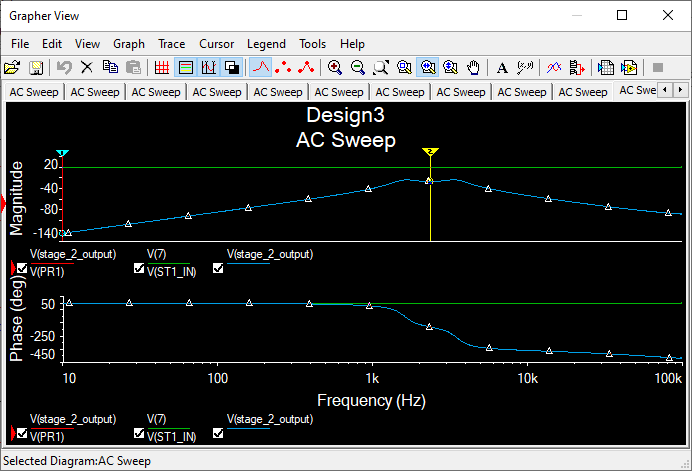 Grapher View
File Edit View Graph Trace Cursor Legend Tools Help
AC Sweep AC Sweep AC Sweep AC Sweep AC Sweep AC Sweep AC Sweep AC Sweep AC Sweep AC Sweep AC Swe
Design3
AC Sweep
1 2
Magnitude
20
-40
-80
-140
V(stage_2_output) V(7) V(stage_2_output)
V(PR1) V(ST1_IN)
Phase (deg)
50
-250
-450
10 100 1k 10k 100k
Frequency (Hz)
V(stage_2_output) V(7) V(stage_2_output)
V(PR1) V(ST1_IN)
Selected Diagram:AC Sweep